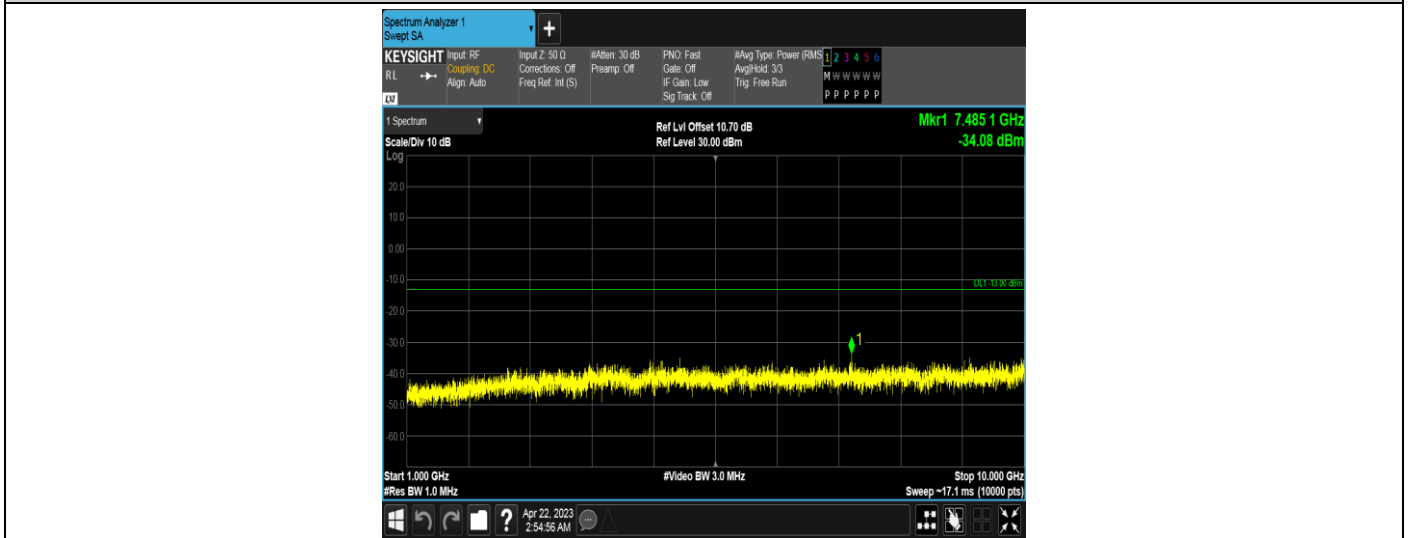 Spectrum Analyzer 1
Swept SA
+
KEYSIGHT Input: RF Input Z: 50 Ω #Atten: 30 dB PNO: Fast #Avg Type: Power (RMS 1 2 3 4 5 6
RL Coupling: DC Corrections: Off Preamp: Off Gate: Off Avg|Hold: 3/3 M W W W W W
Align: Auto Freq Ref: Int (S) IF Gain: Low Trig: Free Run
LXI Sig Track: Off P P P P P P
1 Spectrum Ref Lvl Offset 10.70 dB Mkr1 7.485 1 GHz
Scale/Div 10 dB Ref Level 30.00 dBm -34.08 dBm
Log
20.0
10.0
0.00
-10.0
DL1 -13.00 dBm
-20.0
-30.0
1
-40.0
-50.0
-60.0
Start 1.000 GHz #Video BW 3.0 MHz Stop 10.000 GHz
#Res BW 1.0 MHz Sweep ~17.1 ms (10000 pts)
? Apr 22, 2023
2:54:56 AM